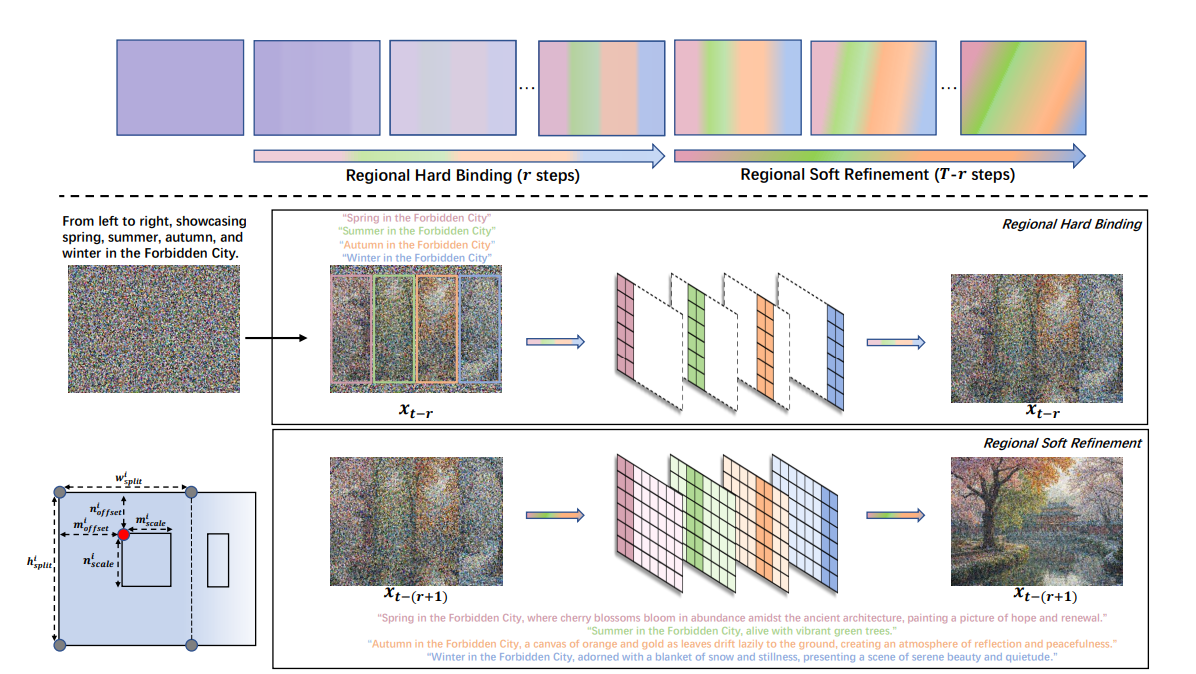 Regional Hard Binding (r steps)
Regional Soft Refinement (T-r steps)
From left to right, showcasing
spring, summer, autumn, and
winter in the Forbidden City.
"Spring in the Forbidden City"
"Summer in the Forbidden City"
"Autumn in the Forbidden City"
"Winter in the Forbidden City"
Regional Hard Binding
x_{t-r}
x_{t-r}
Regional Soft Refinement
w^i_{split}
n^i_{offset}
m^i_{scale}
m^i_{offset}
h^i_{split}
n^i_{scale}
x_{t-(r+1)}
x_{t-(r+1)}
"Spring in the Forbidden City, where cherry blossoms bloom in abundance amidst the ancient architecture, painting a picture of hope and renewal."
"Summer in the Forbidden City, alive with vibrant green trees."
"Autumn in the Forbidden City, a canvas of orange and gold as leaves drift lazily to the ground, creating an atmosphere of reflection and peacefulness."
"Winter in the Forbidden City, adorned with a blanket of snow and stillness, presenting a scene of serene beauty and quietude."